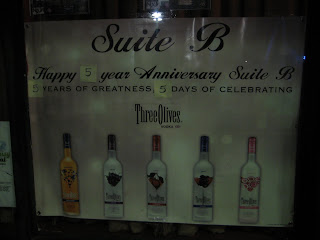 Suite B
Happy 5 year Anniversary Suite B
5 YEARS OF GREATNESS, 5 DAYS OF CELEBRATING
ThreeOlives.